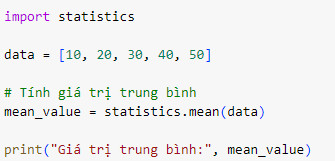 import statistics
data = [10, 20, 30, 40, 50]
# Tính giá trị trung bình
mean_value = statistics.mean(data)
print("Giá trị trung bình:", mean_value)